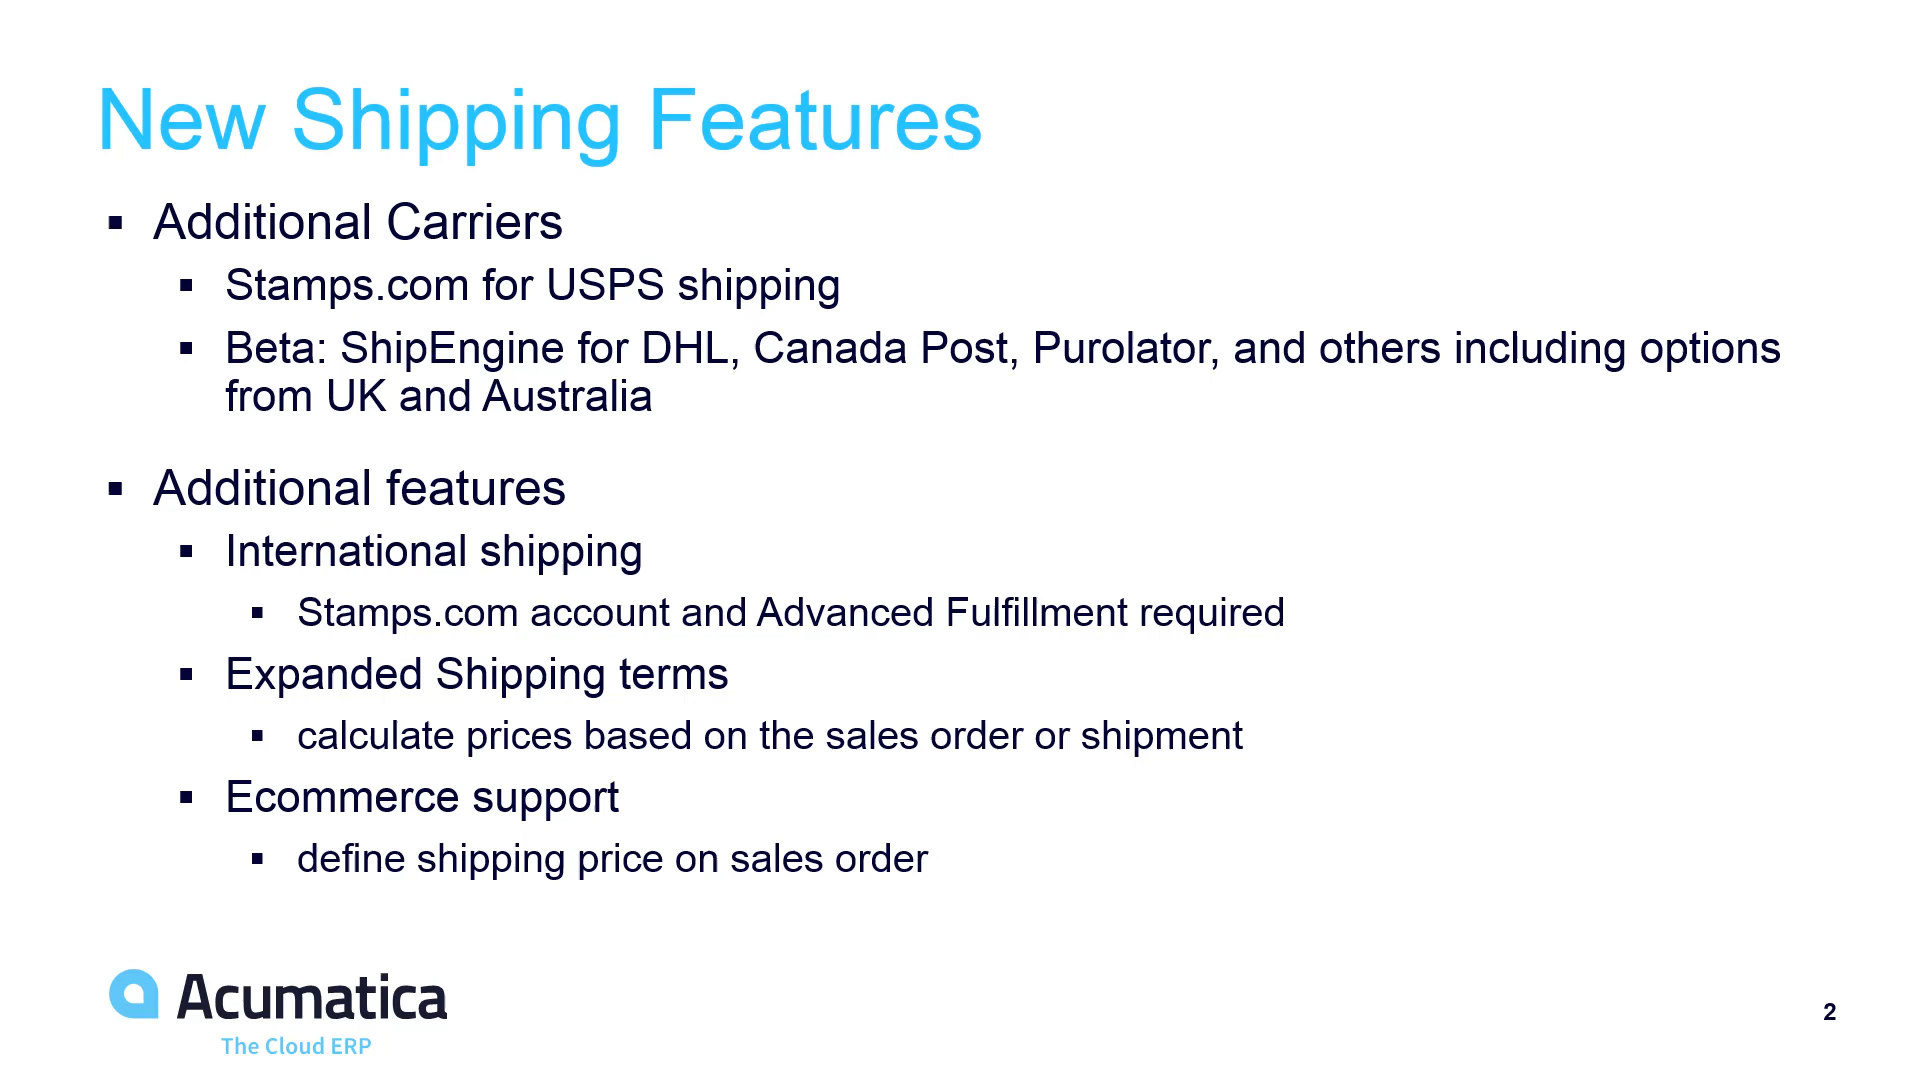 New Shipping Features
▪ Additional Carriers
▪ Stamps.com for USPS shipping
▪ Beta: ShipEngine for DHL, Canada Post, Purolator, and others including options
from UK and Australia
▪ Additional features
▪ International shipping
▪ Stamps.com account and Advanced Fulfillment required
▪ Expanded Shipping terms
▪ calculate prices based on the sales order or shipment
▪ Ecommerce support
▪ define shipping price on sales order
Acumatica
The Cloud ERP
2